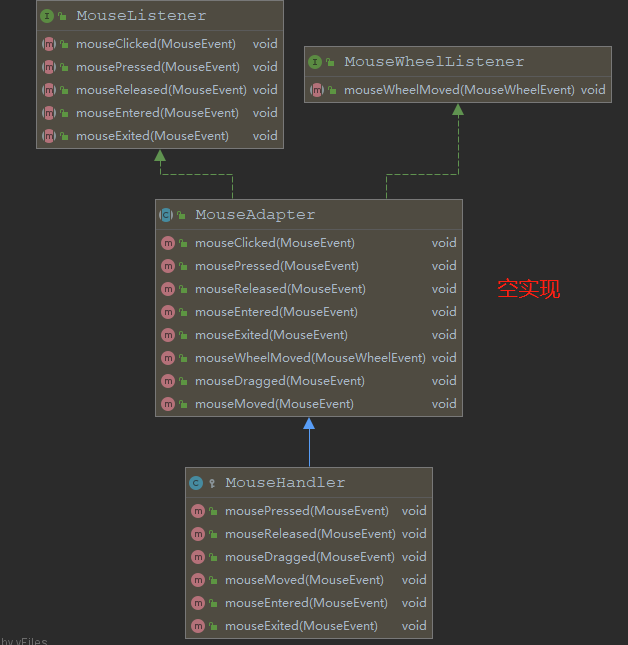 MouseListener
mouseClicked(MouseEvent) void
mousePressed(MouseEvent) void
mouseReleased(MouseEvent) void
mouseEntered(MouseEvent) void
mouseExited(MouseEvent) void
MouseWheelListener
mouseWheelMoved(MouseWheelEvent) void
MouseAdapter
mouseClicked(MouseEvent) void
mousePressed(MouseEvent) void
mouseReleased(MouseEvent) void
mouseEntered(MouseEvent) void
mouseExited(MouseEvent) void
mouseWheelMoved(MouseWheelEvent) void
mouseDragged(MouseEvent) void
mouseMoved(MouseEvent) void
空实现
MouseHandler
mousePressed(MouseEvent) void
mouseReleased(MouseEvent) void
mouseDragged(MouseEvent) void
mouseMoved(MouseEvent) void
mouseEntered(MouseEvent) void
mouseExited(MouseEvent) void
by yFiles